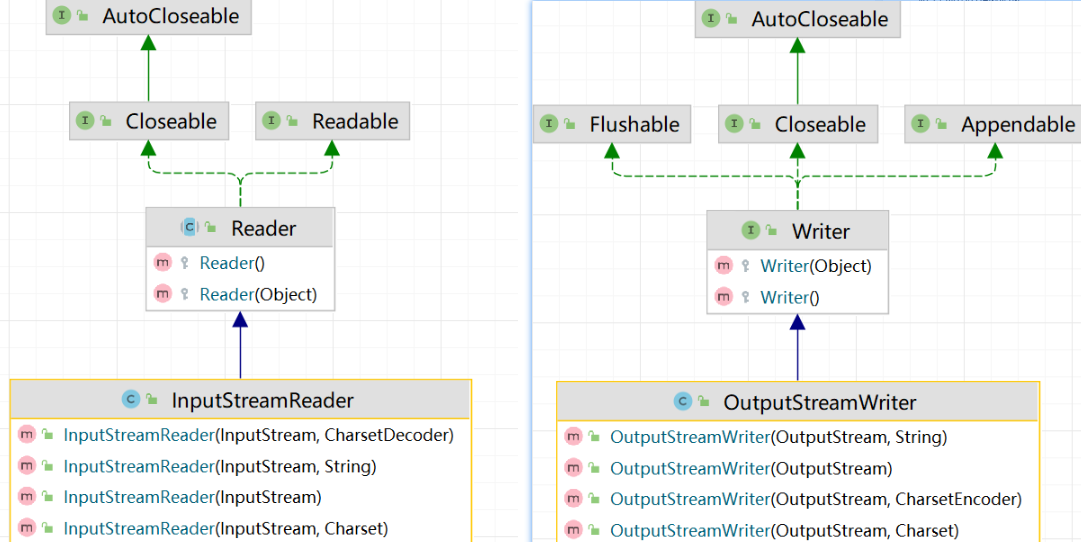 AutoCloseable
Closeable
Readable
Reader
Reader()
Reader(Object)
InputStreamReader
InputStreamReader(InputStream, CharsetDecoder)
InputStreamReader(InputStream, String)
InputStreamReader(InputStream)
InputStreamReader(InputStream, Charset)
AutoCloseable
Flushable
Closeable
Appendable
Writer
Writer(Object)
Writer()
OutputStreamWriter
OutputStreamWriter(OutputStream, String)
OutputStreamWriter(OutputStream)
OutputStreamWriter(OutputStream, CharsetEncoder)
OutputStreamWriter(OutputStream, Charset)